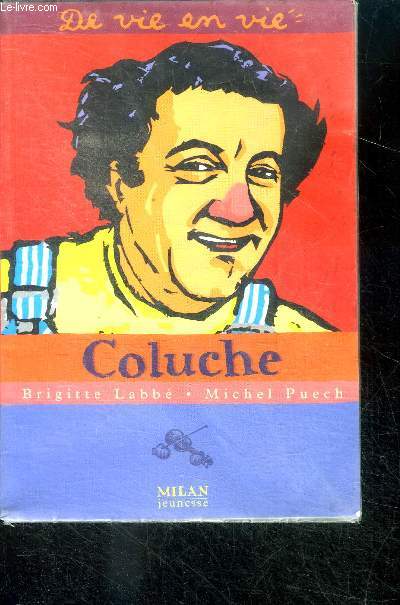 Le-livre.com
De vie en vie
Coluche
Brigitte Labbé • Michel Puech
MILAN
jeunesse